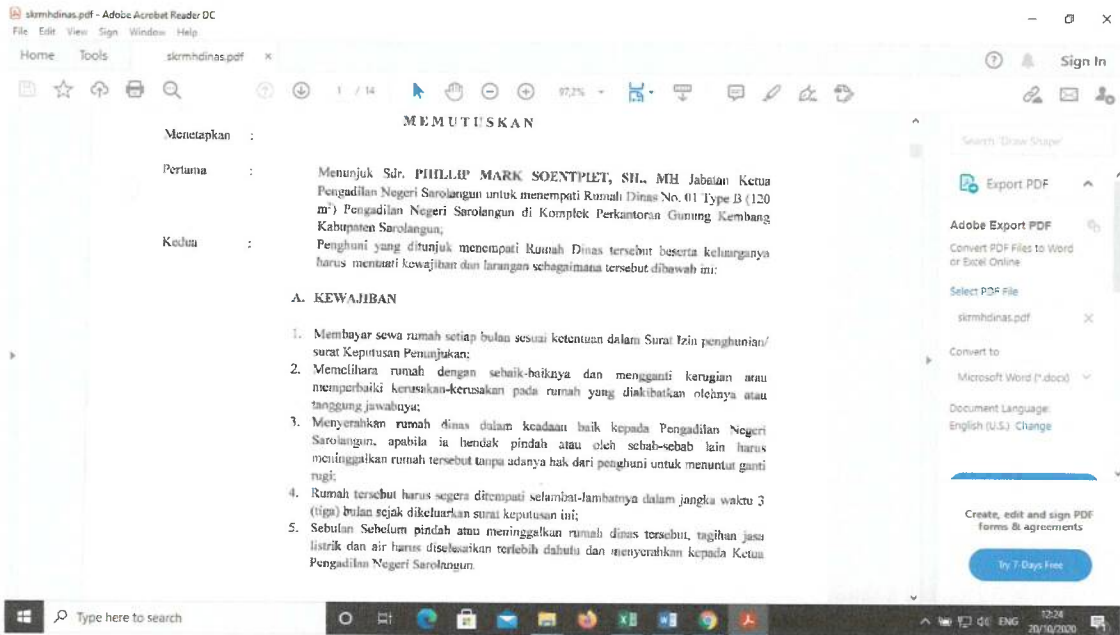 skrmhdinas.pdf - Adobe Acrobat Reader DC
File Edit View Sign Window Help
Home Tools skrmhdinas.pdf × Sign In
1 / 14 97,2%
MEMUTUSKAN
Menetapkan :
Pertama : Menunjuk Sdr. PHILLIP MARK SOENTPIET, SH., MH Jabatan Ketua
Pengadilan Negeri Sarolangun untuk menempati Rumah Dinas No. 01 Type B (120
m²) Pengadilan Negeri Sarolangun di Komplek Perkantoran Gunung Kembang
Kabupaten Sarolangun;
Kedua : Penghuni yang ditunjuk menempati Rumah Dinas tersebut beserta keluarganya
harus mentaati kewajiban dan larangan sebagaimana tersebut dibawah ini:
A. KEWAJIBAN
1. Membayar sewa rumah setiap bulan sesuai ketentuan dalam Surat Izin penghunian/
surat Keputusan Penunjukan;
2. Memelihara rumah dengan sebaik-baiknya dan mengganti kerugian atau
memperbaiki kerusakan-kerusakan pada rumah yang diakibatkan olehnya atau
tanggung jawabnya;
3. Menyerahkan rumah dinas dalam keadaan baik kepada Pengadilan Negeri
Sarolangun, apabila ia hendak pindah atau oleh sebab-sebab lain harus
meninggalkan rumah tersebut tanpa adanya hak dari penghuni untuk menuntut ganti
rugi;
4. Rumah tersebut harus segera ditempati selambat-lambatnya dalam jangka waktu 3
(tiga) bulan sejak dikeluarkan surat keputusan ini;
5. Sebulan Sebelum pindah atau meninggalkan rumah dinas tersebut, tagihan jasa
listrik dan air harus diselesaikan terlebih dahulu dan menyerahkan kepada Ketua
Pengadilan Negeri Sarolangun.
Search 'Draw Shape'
Export PDF
Adobe Export PDF
Convert PDF Files to Word
or Excel Online
Select PDF File
skrmhdinas.pdf ×
Convert to
Microsoft Word (*.docx)
Document Language:
English (U.S.) Change
Create, edit and sign PDF
forms & agreements
Try 7-Days Free
Type here to search
ENG
12:24
20/10/2020